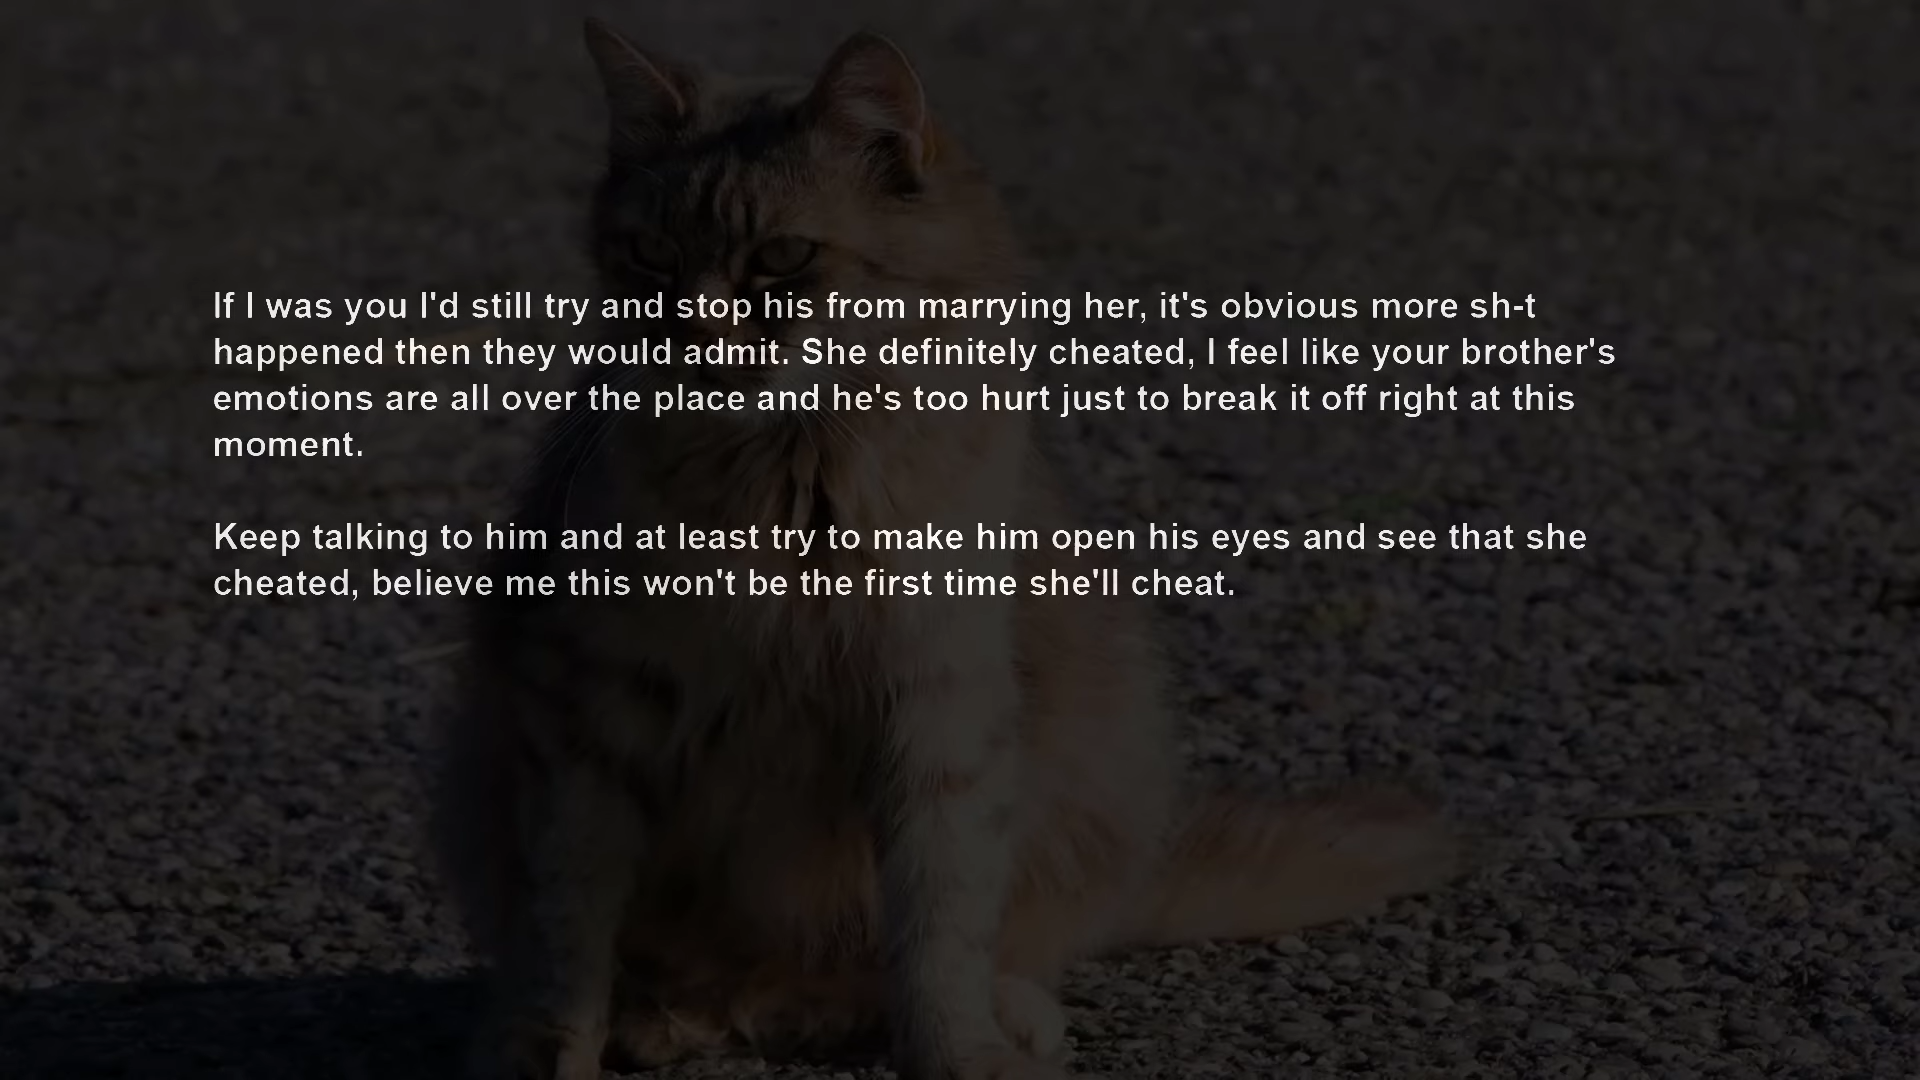 If I was you I'd still try and stop his from marrying her, it's obvious more sh-t
happened then they would admit. She definitely cheated, I feel like your brother's
emotions are all over the place and he's too hurt just to break it off right at this
moment.
Keep talking to him and at least try to make him open his eyes and see that she
cheated, believe me this won't be the first time she'll cheat.